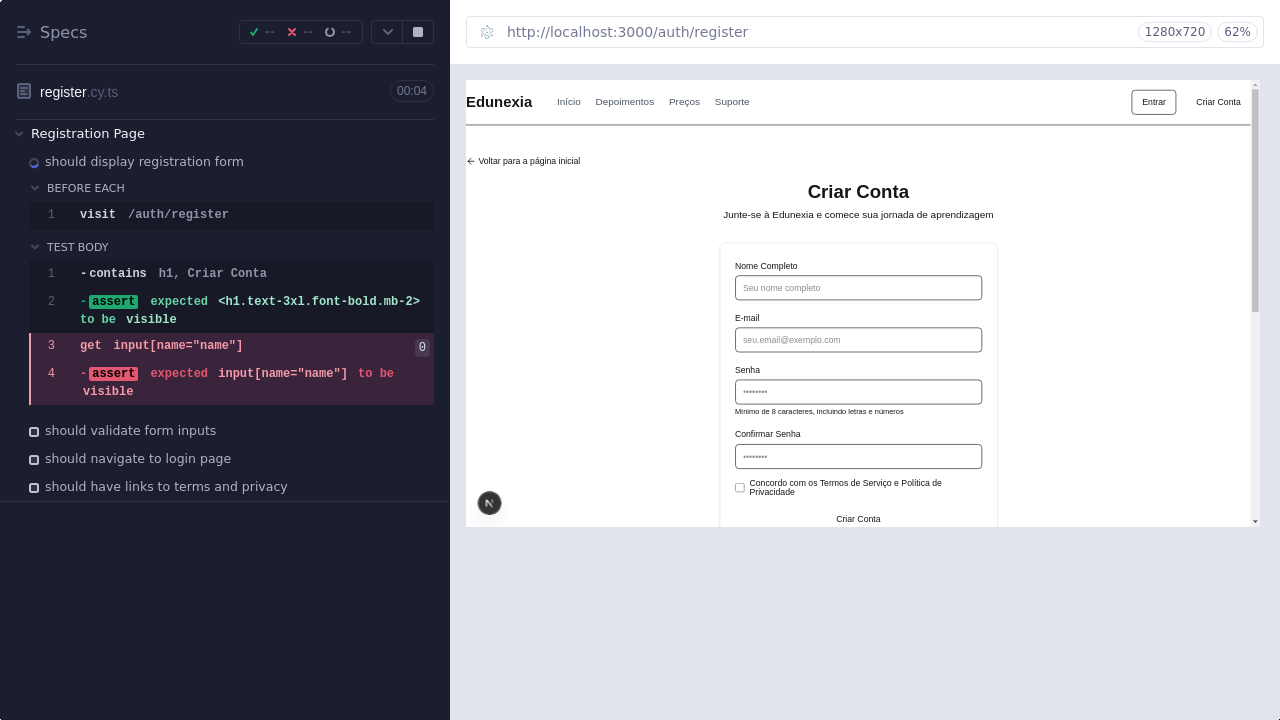 Specs
--
--
--
register.cy.ts
00:04
Registration Page
should display registration form
BEFORE EACH
1 visit /auth/register
TEST BODY
1 -contains h1, Criar Conta
2 -assert expected <h1.text-3xl.font-bold.mb-2>
to be visible
3 get input[name="name"] 0
4 -assert expected input[name="name"] to be
visible
should validate form inputs
should navigate to login page
should have links to terms and privacy
http://localhost:3000/auth/register
1280x720
62%
Edunexia
Início
Depoimentos
Preços
Suporte
Entrar
Criar Conta
← Voltar para a página inicial
Criar Conta
Junte-se à Edunexia e comece sua jornada de aprendizagem
Nome Completo
Seu nome completo
E-mail
seu.email@exemplo.com
Senha
••••••••
Mínimo de 8 caracteres, incluindo letras e números
Confirmar Senha
••••••••
Concordo com os Termos de Serviço e Política de
Privacidade
Criar Conta
N